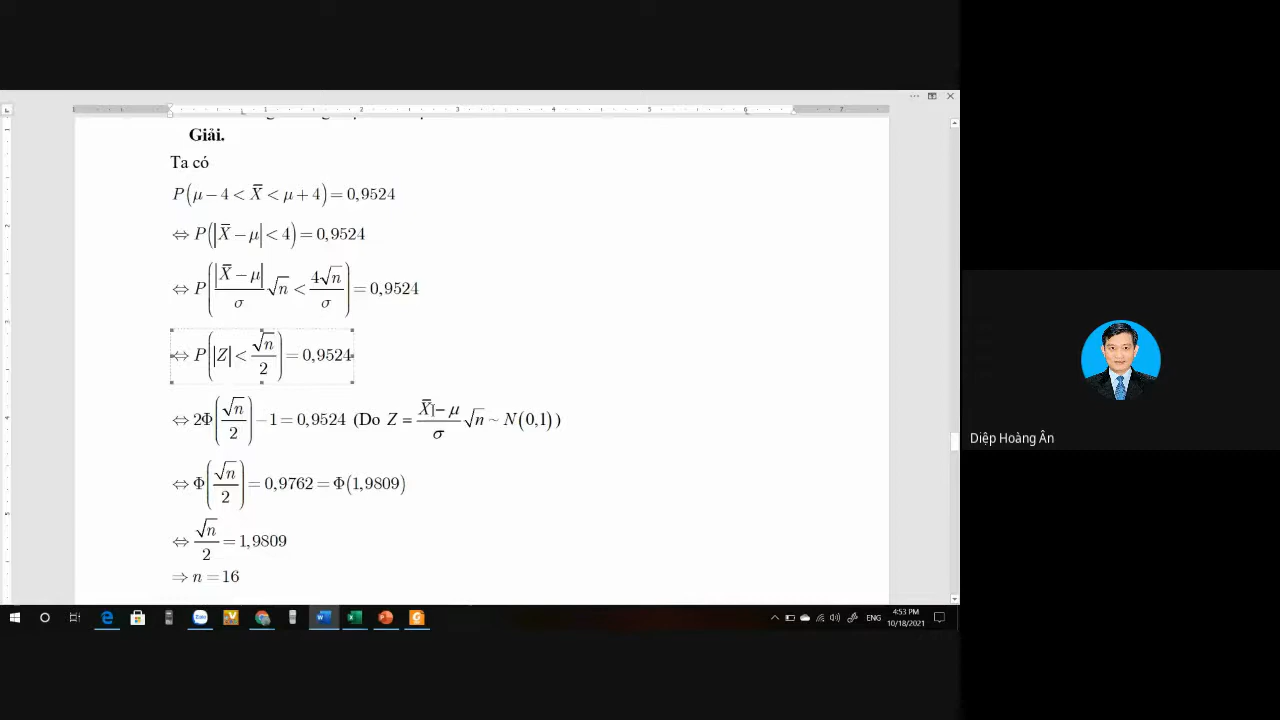 Giải.
Ta có
P(μ − 4 < X̅ < μ + 4) = 0,9524
⇔ P(|X̅ − μ| < 4) = 0,9524
⇔ P(|X̅ − μ|/σ √n < 4√n/σ) = 0,9524
⇔ P(|Z| < √n/2) = 0,9524
⇔ 2Φ(√n/2) − 1 = 0,9524 (Do Z = (X̅ − μ)/σ √n ~ N(0,1))
⇔ Φ(√n/2) = 0,9762 = Φ(1,9809)
⇔ √n/2 = 1,9809
⇒ n = 16
Diệp Hoàng Ân
ENG
4:53 PM
10/18/2021